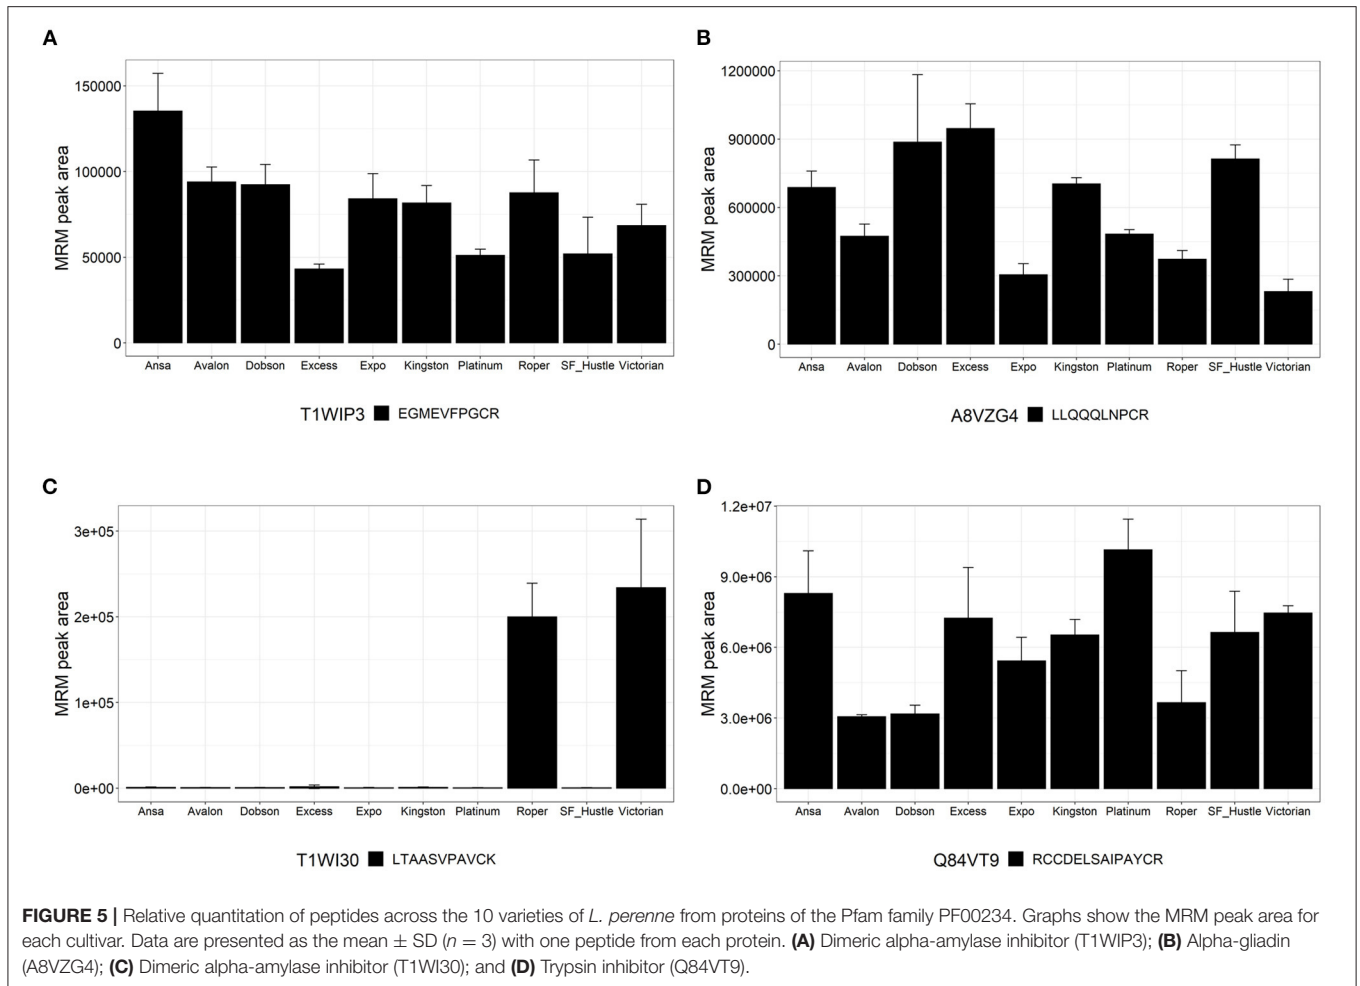 A
MRM peak area
150000
100000
50000
0
Ansa Avalon Dobson Excess Expo Kingston Platinum Roper SF_Hustle Victorian
T1WIP3 EGMEVFPGCR
B
MRM peak area
1200000
900000
600000
300000
0
Ansa Avalon Dobson Excess Expo Kingston Platinum Roper SF_Hustle Victorian
A8VZG4 LLQQQLNPCR
C
MRM peak area
3e+05
2e+05
1e+05
0e+00
Ansa Avalon Dobson Excess Expo Kingston Platinum Roper SF_Hustle Victorian
T1WI30 LTAASVPAVCK
D
MRM peak area
1.2e+07
9.0e+06
6.0e+06
3.0e+06
0.0e+00
Ansa Avalon Dobson Excess Expo Kingston Platinum Roper SF_Hustle Victorian
Q84VT9 RCCDELSAIPAYCR
FIGURE 5 | Relative quantitation of peptides across the 10 varieties of L. perenne from proteins of the Pfam family PF00234. Graphs show the MRM peak area for
each cultivar. Data are presented as the mean ± SD (n = 3) with one peptide from each protein. (A) Dimeric alpha-amylase inhibitor (T1WIP3); (B) Alpha-gliadin
(A8VZG4); (C) Dimeric alpha-amylase inhibitor (T1WI30); and (D) Trypsin inhibitor (Q84VT9).